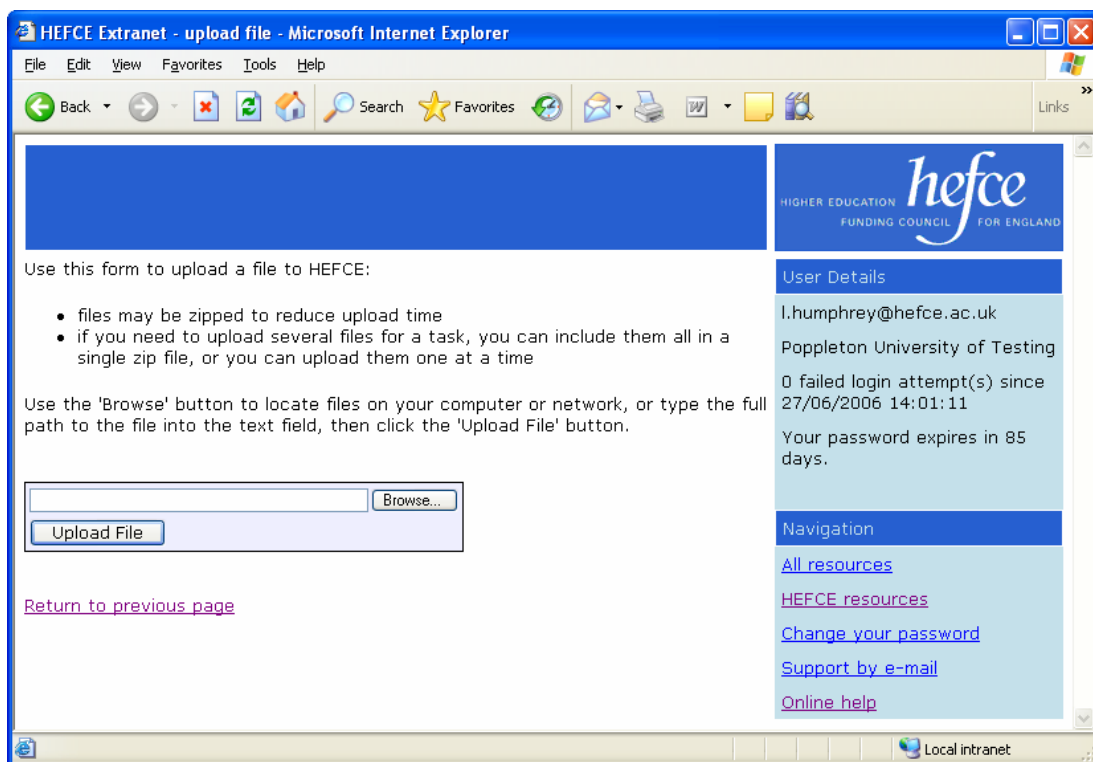 HEFCE Extranet - upload file - Microsoft Internet Explorer
File Edit View Favorites Tools Help
Back Search Favorites Links
hefce
HIGHER EDUCATION
FUNDING COUNCIL FOR ENGLAND
Use this form to upload a file to HEFCE:
• files may be zipped to reduce upload time
• if you need to upload several files for a task, you can include them all in a
single zip file, or you can upload them one at a time
Use the 'Browse' button to locate files on your computer or network, or type the full
path to the file into the text field, then click the 'Upload File' button.
Browse...
Upload File
Return to previous page
User Details
l.humphrey@hefce.ac.uk
Poppleton University of Testing
0 failed login attempt(s) since
27/06/2006 14:01:11
Your password expires in 85
days.
Navigation
All resources
HEFCE resources
Change your password
Support by e-mail
Online help
Local intranet